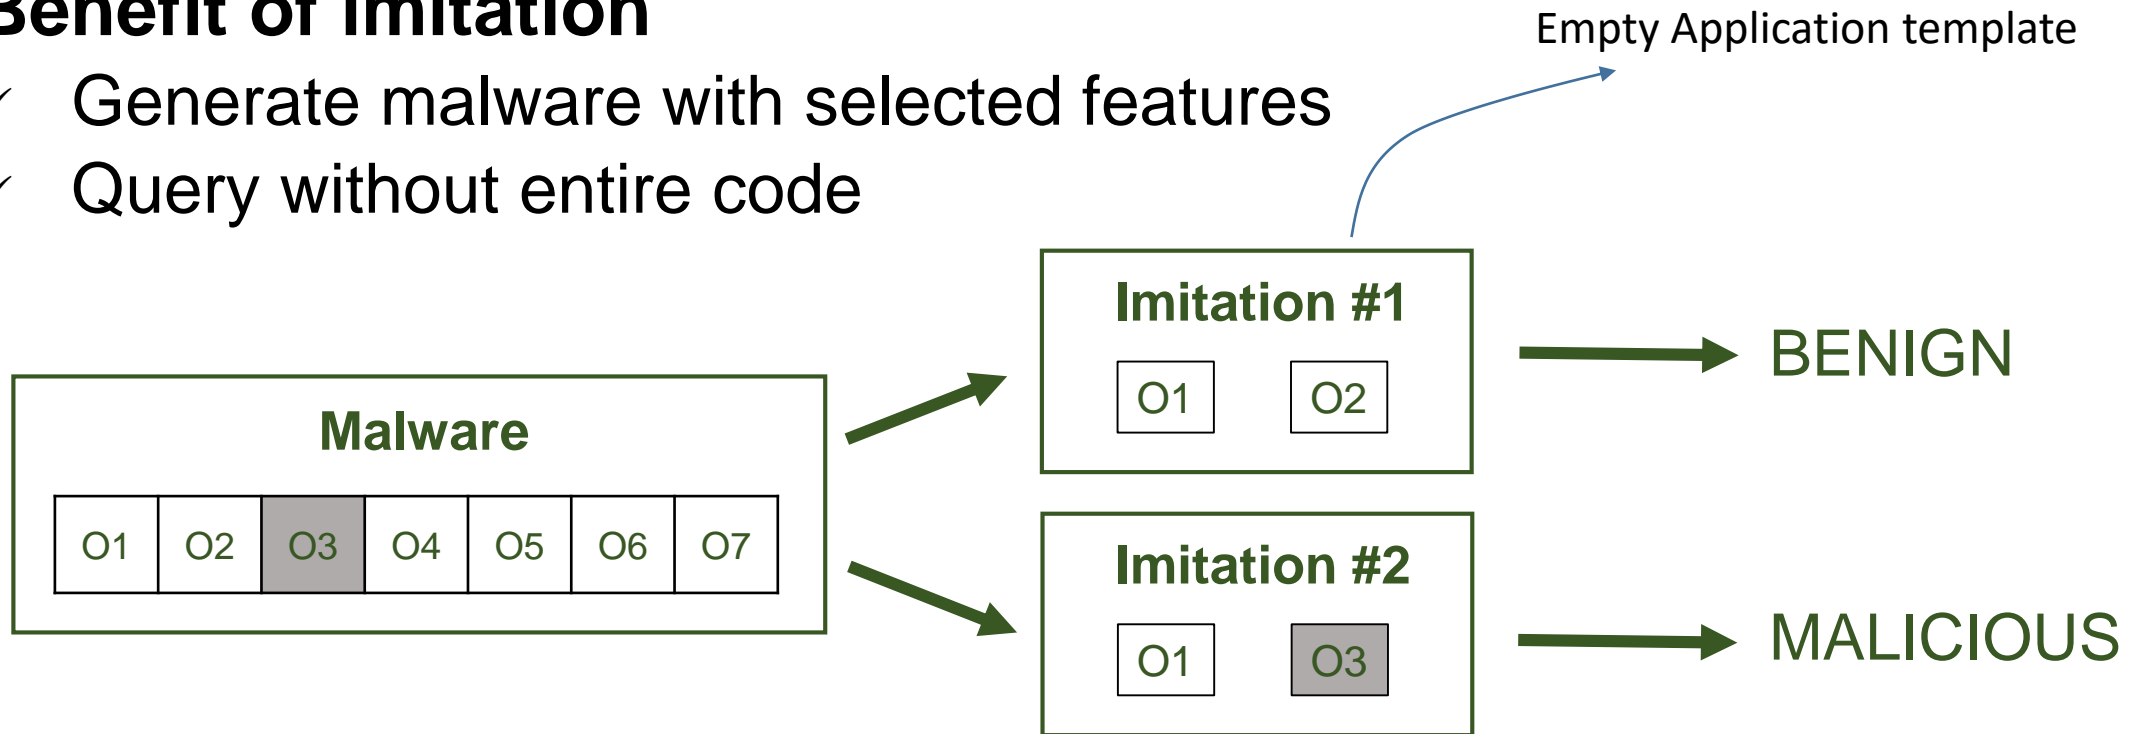 Benefit of Imitation
Empty Application template
✓ Generate malware with selected features
✓ Query without entire code
Imitation #1
O1 O2
BENIGN
Malware
O1 O2 O3 O4 O5 O6 O7
Imitation #2
O1 O3
MALICIOUS